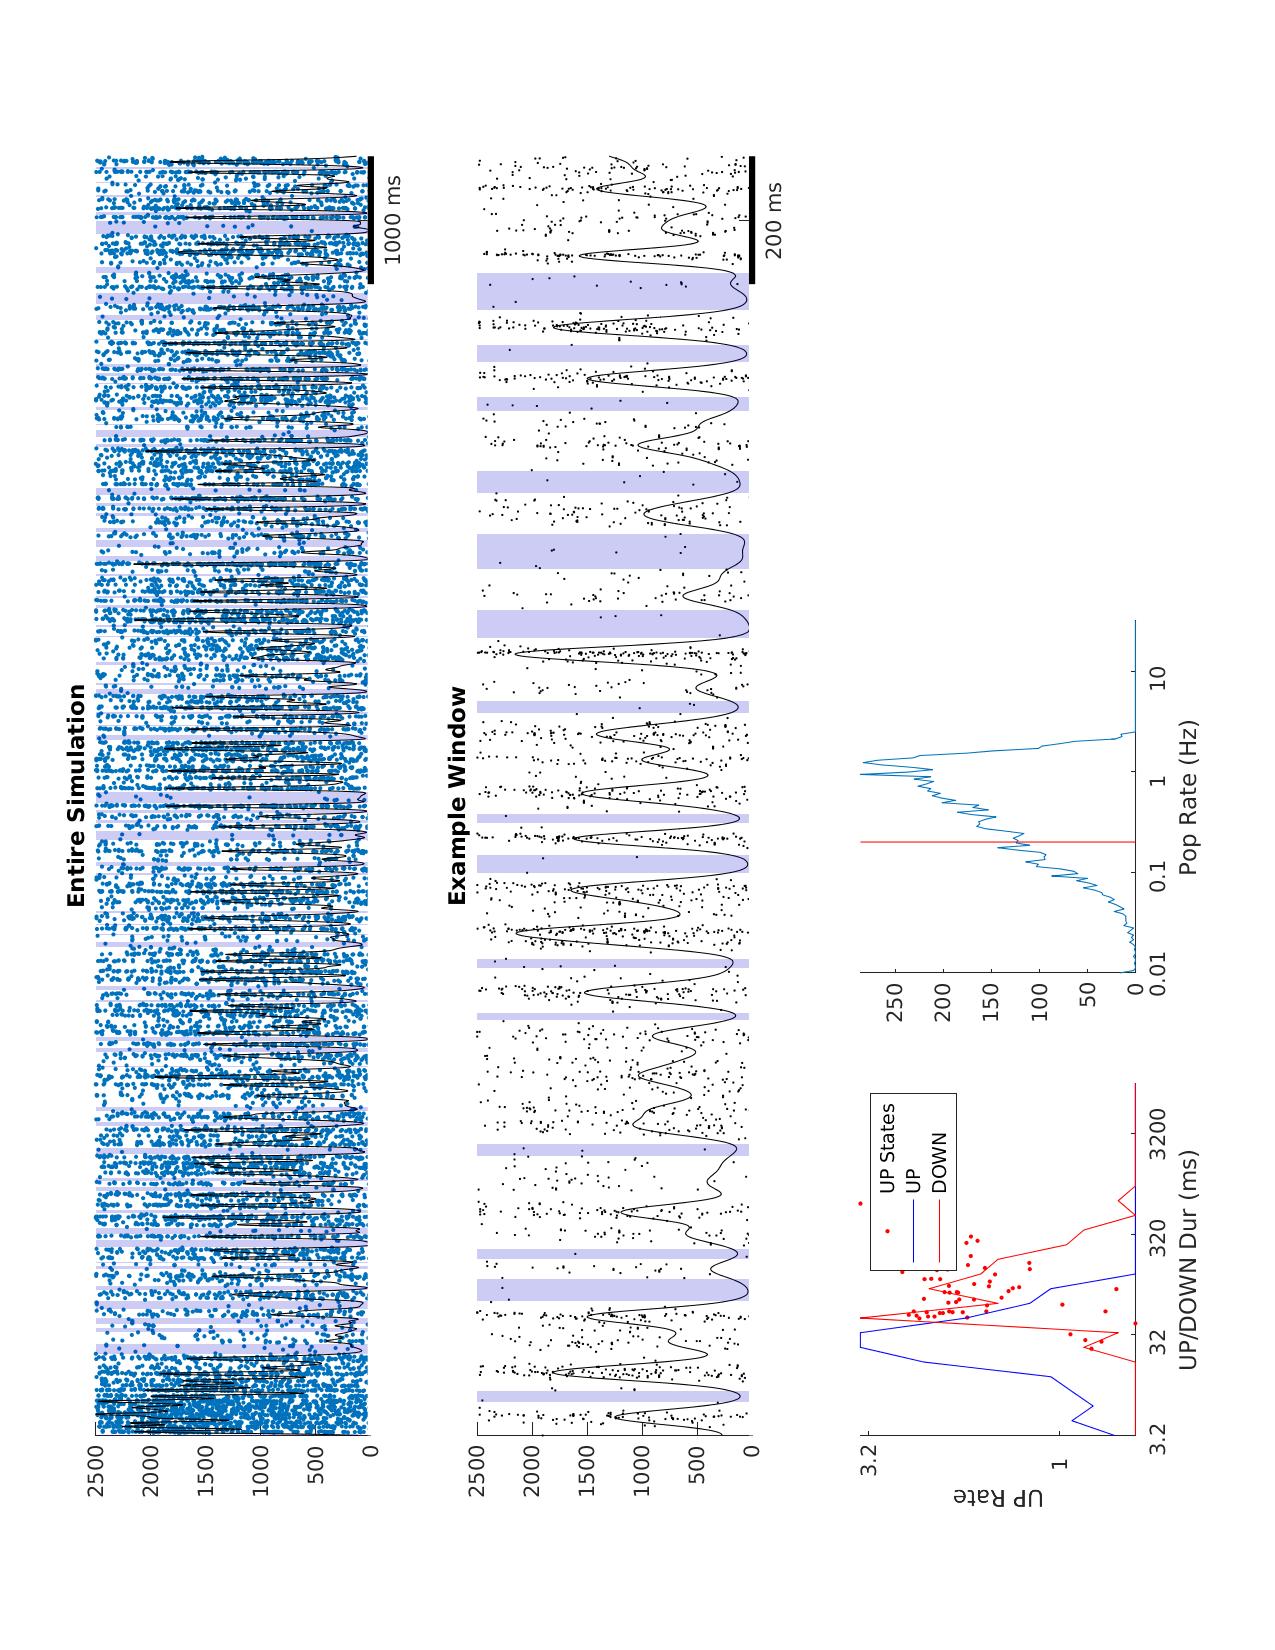 Entire Simulation
2500
2000
1500
1000
500
0
1000 ms
Example Window
2500
2000
1500
1000
500
0
200 ms
UP Rate
3.2
1
UP States
UP
DOWN
3.2 32 320 3200
UP/DOWN Dur (ms)
250
200
150
100
50
0
0.01 0.1 1 10
Pop Rate (Hz)